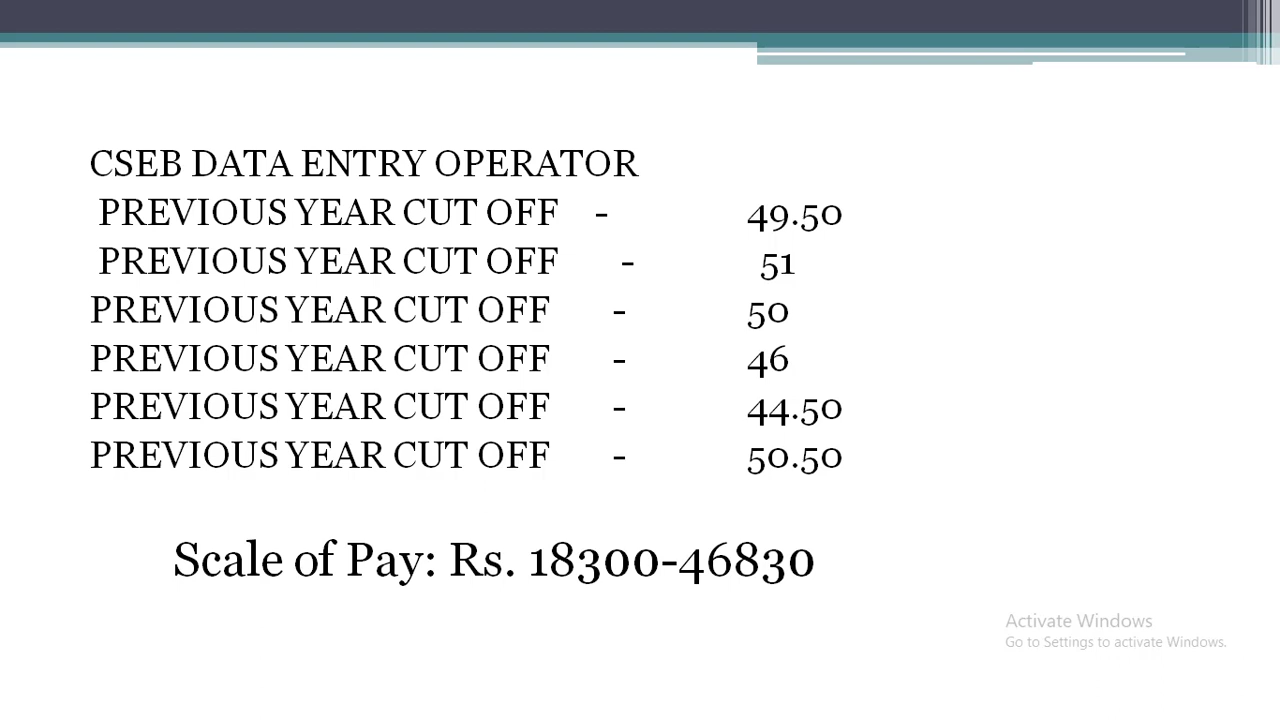 CSEB DATA ENTRY OPERATOR
PREVIOUS YEAR CUT OFF - 49.50
PREVIOUS YEAR CUT OFF - 51
PREVIOUS YEAR CUT OFF - 50
PREVIOUS YEAR CUT OFF - 46
PREVIOUS YEAR CUT OFF - 44.50
PREVIOUS YEAR CUT OFF - 50.50
Scale of Pay: Rs. 18300-46830
Activate Windows
Go to Settings to activate Windows.